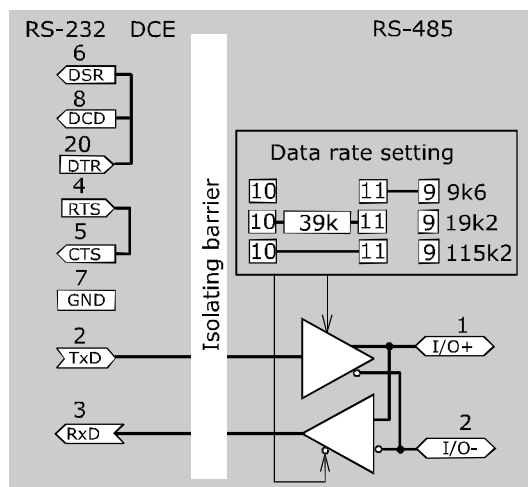 RS-232 DCE RS-485
6
DSR
8
DCD
20
DTR
4
RTS
5
CTS
7
GND
2
TxD
3
RxD
Isolating barrier
Data rate setting
10 11 9 9k6
10 39k 11 9 19k2
10 11 9 115k2
1
I/O+
2
I/O-